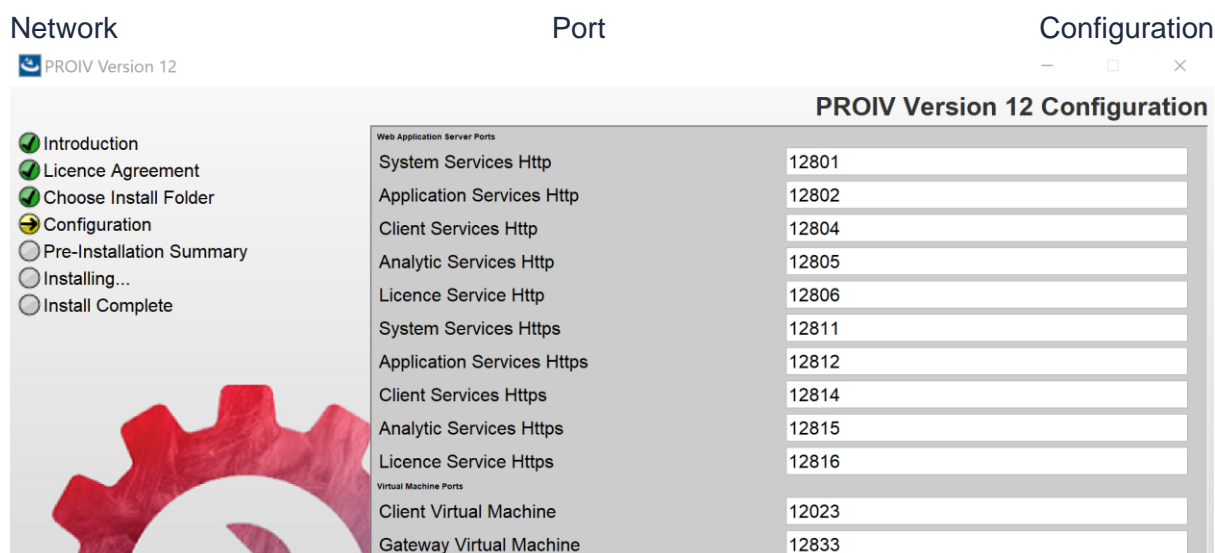 Network Port Configuration
PROIV Version 12
PROIV Version 12 Configuration
Introduction
Licence Agreement
Choose Install Folder
Configuration
Pre-Installation Summary
Installing...
Install Complete
Web Application Server Ports
System Services Http 12801
Application Services Http 12802
Client Services Http 12804
Analytic Services Http 12805
Licence Service Http 12806
System Services Https 12811
Application Services Https 12812
Client Services Https 12814
Analytic Services Https 12815
Licence Service Https 12816
Virtual Machine Ports
Client Virtual Machine 12023
Gateway Virtual Machine 12833